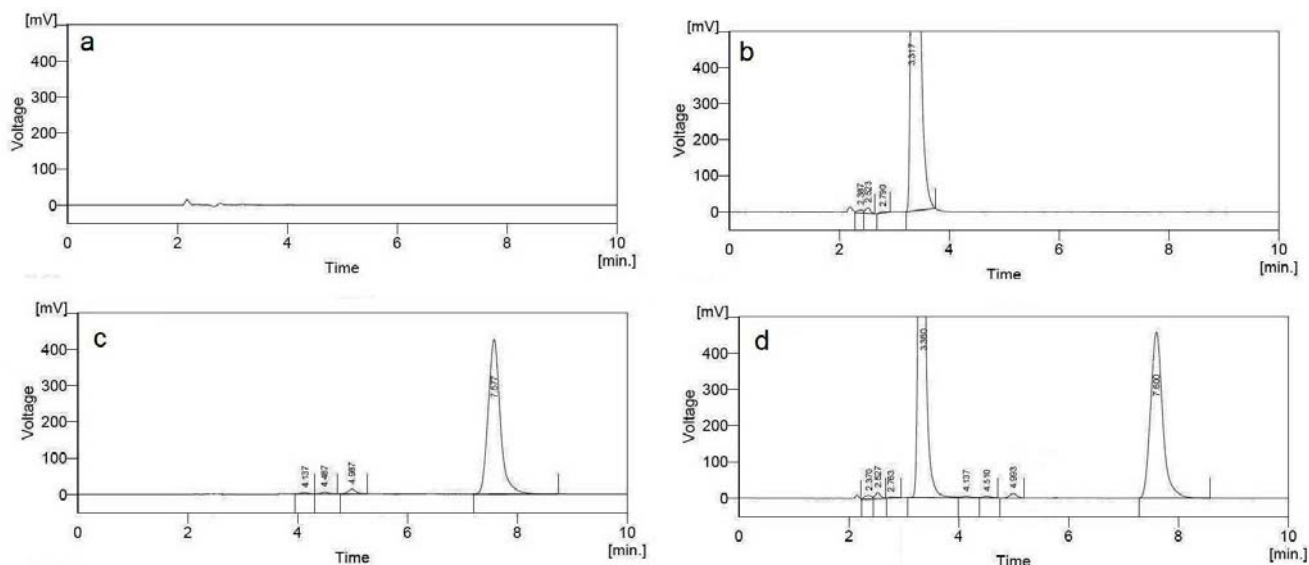 [mV]
a
400
300
200
100
0
Voltage
0 2 4 6 8 10
Time
[min.]
[mV]
b
400
300
200
100
0
Voltage
2.387
2.523
2.790
3.317
0 2 4 6 8 10
Time
[min.]
[mV]
c
400
300
200
100
0
Voltage
4.137
4.487
4.987
7.577
0 2 4 6 8 10
Time
[min.]
[mV]
d
400
300
200
100
0
Voltage
2.370
2.527
2.763
3.360
4.137
4.510
4.993
7.600
2 4 6 8 10
Time
[min.]